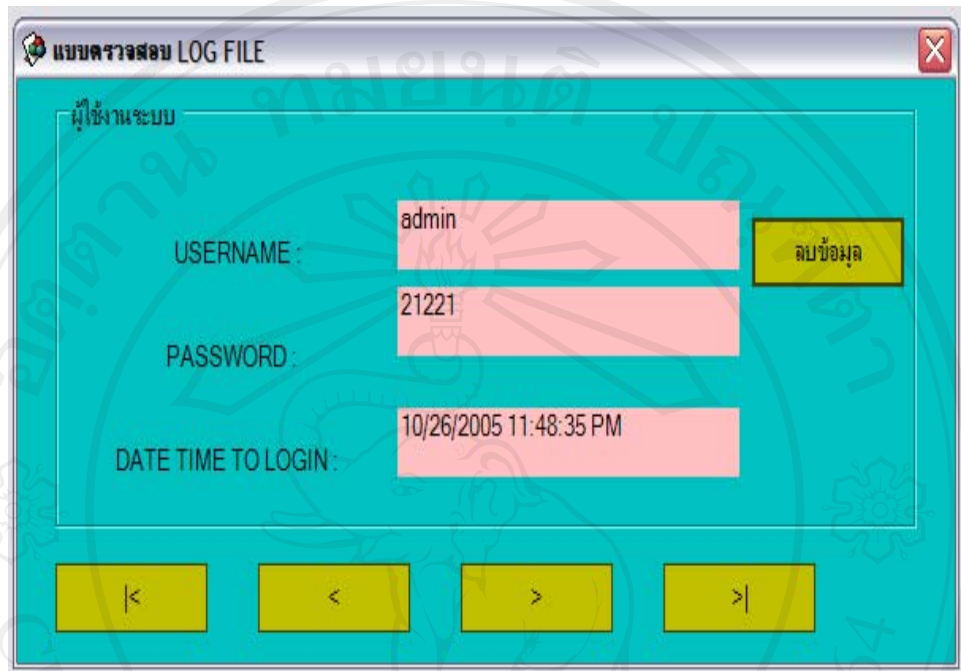 แบบตรวจสอบ LOG FILE
ผู้ใช้งานระบบ
USERNAME : admin
ลบข้อมูล
PASSWORD : 21221
DATE TIME TO LOGIN : 10/26/2005 11:48:35 PM
|< < > >|